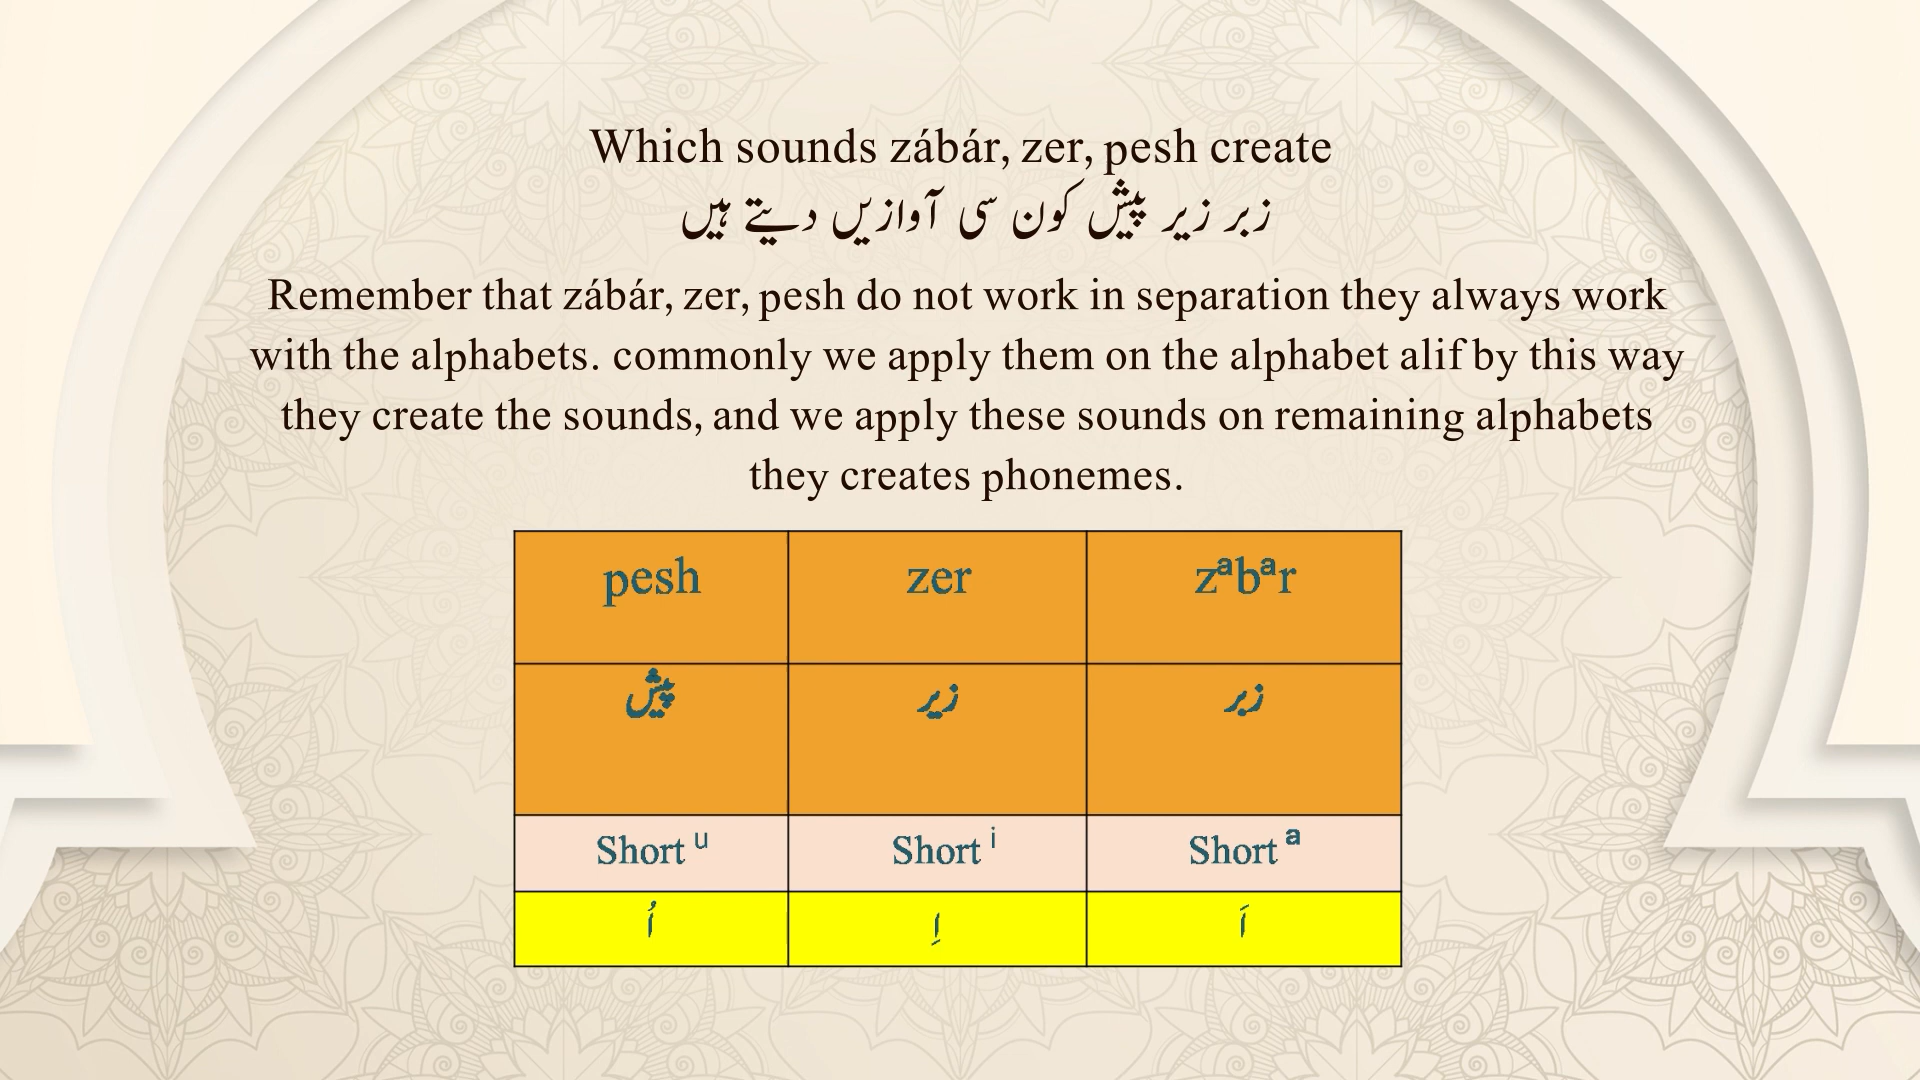 Which sounds zábár, zer, pesh create
زبر زیر پیش کون سی آوازیں دیتے ہیں
Remember that zábár, zer, pesh do not work in separation they always work
with the alphabets. commonly we apply them on the alphabet alif by this way
they create the sounds, and we apply these sounds on remaining alphabets
they creates phonemes.
pesh zer zᵃbᵃr
پیش زیر زبر
Short ᵘ Short ⁱ Short ᵃ
اُ اِ اَ